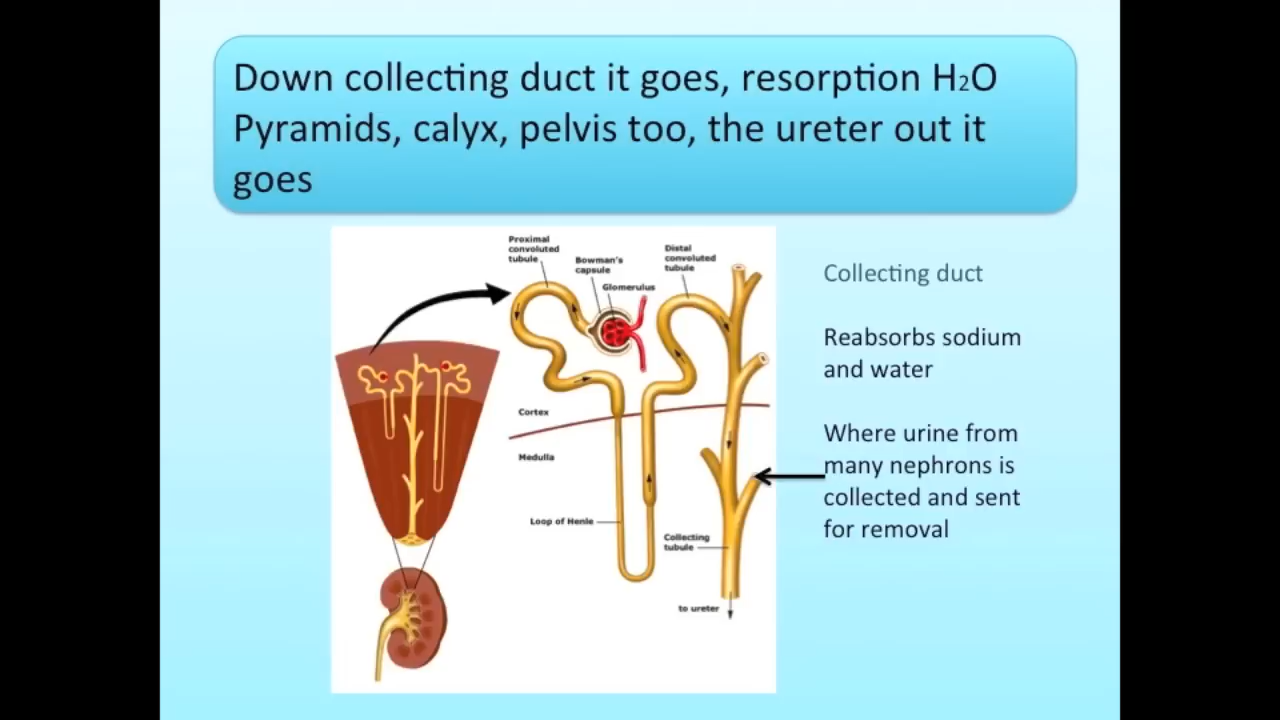 Down collecting duct it goes, resorption H₂O
Pyramids, calyx, pelvis too, the ureter out it
goes
Proximal
convoluted
tubule
Bowman's
capsule
Glomerulus
Distal
convoluted
tubule
Cortex
Medulla
Loop of Henle
Collecting
tubule
to ureter
Collecting duct
Reabsorbs sodium
and water
Where urine from
many nephrons is
collected and sent
for removal